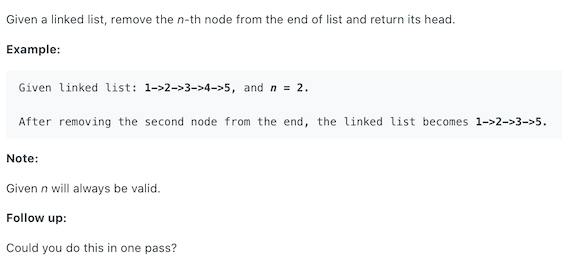 Given a linked list, remove the n-th node from the end of list and return its head.
Example:
Given linked list: 1->2->3->4->5, and n = 2.
After removing the second node from the end, the linked list becomes 1->2->3->5.
Note:
Given n will always be valid.
Follow up:
Could you do this in one pass?